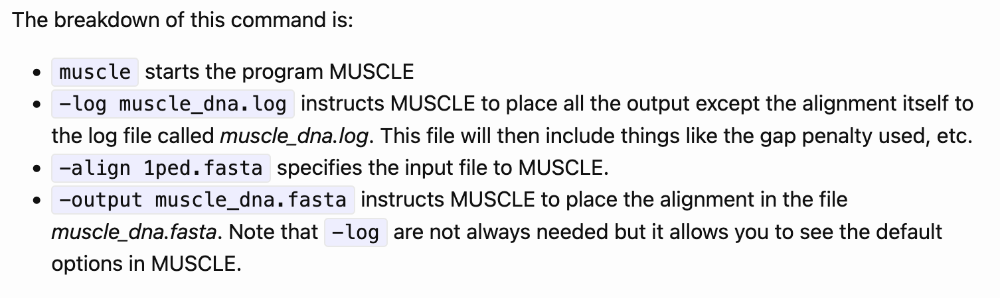 The breakdown of this command is:
• muscle starts the program MUSCLE
• –log muscle_dna.log instructs MUSCLE to place all the output except the alignment itself to
the log file called muscle_dna.log. This file will then include things like the gap penalty used, etc.
• –align 1ped.fasta specifies the input file to MUSCLE.
• –output muscle_dna.fasta instructs MUSCLE to place the alignment in the file
muscle_dna.fasta. Note that –log are not always needed but it allows you to see the default
options in MUSCLE.